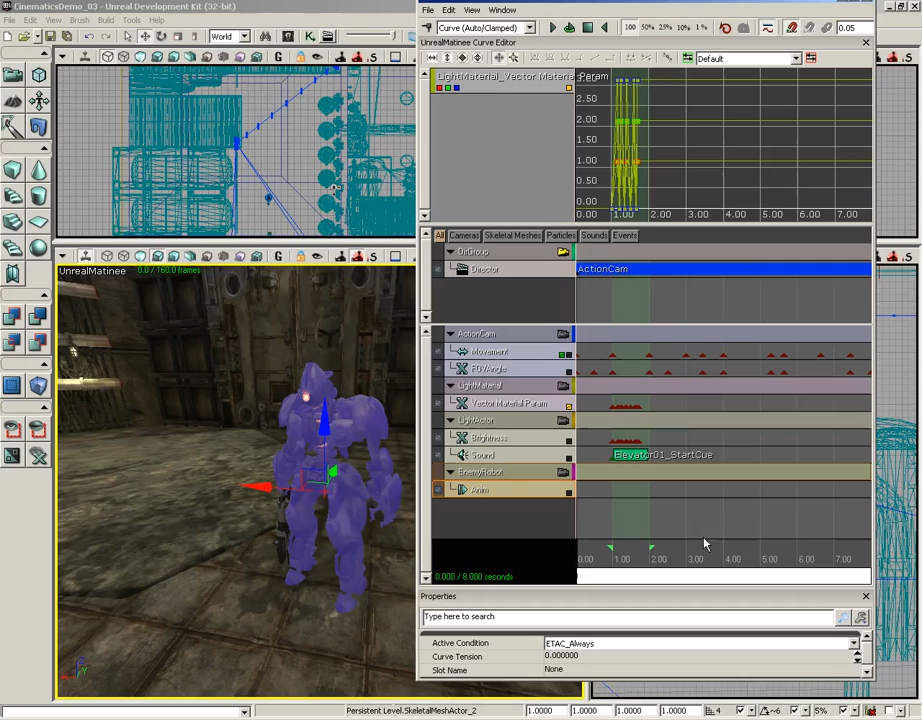 CinematicsDemo_03 - Unreal Development Kit (32-bit)
File Edit View Brush Build Tools Help
World
G
K
S
G
S
UnrealMatinee
0.0 / 160.0 frames
File Edit View Window
Curve (Auto/Clamped)
100 50 25 10
0.05
UnrealMatinee Curve Editor
Default
LightMaterial_Vector Material Param
2.50
2.00
1.50
1.00
0.50
0.00 1.00 2.00 3.00 4.00 5.00 6.00 7.00
All Cameras Skeletal Meshes Particles Sounds Events
DirGroup
Director
ActionCam
ActionCam
Movement
FOVAngle
LightMaterial
Vector Material Param
LightActor
Brightness
Sound
Elevator01_StartCue
EnemyRobot
Anim
0.00 1.00 2.00 3.00 4.00 5.00 6.00 7.00
0.000 / 8.000 seconds
Properties
Type here to search
Active Condition ETAC_Always
Curve Tension 0.000000
Slot Name None
Z
Y
Persistent Level.SkeletalMeshActor_2
1.0000 1.0000 1.0000 1.0000
4 6 5%